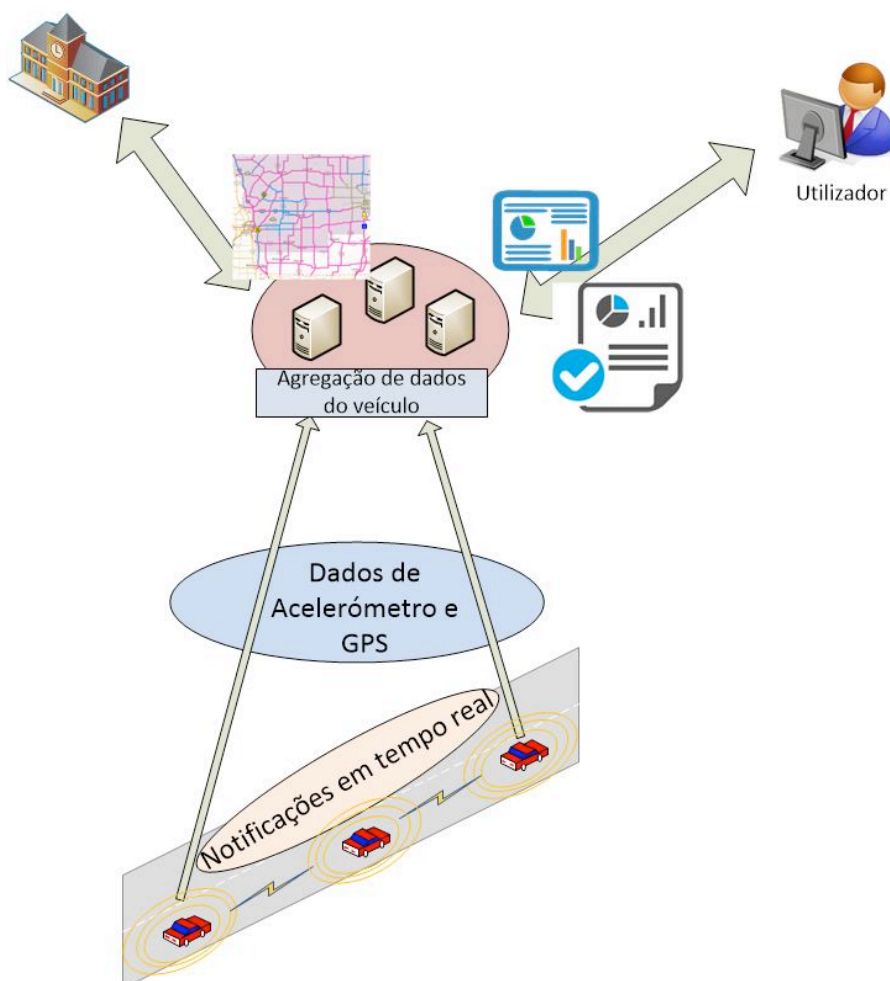 Utilizador
Agregação de dados
do veículo
Dados de
Acelerómetro e
GPS
Notificações em tempo real